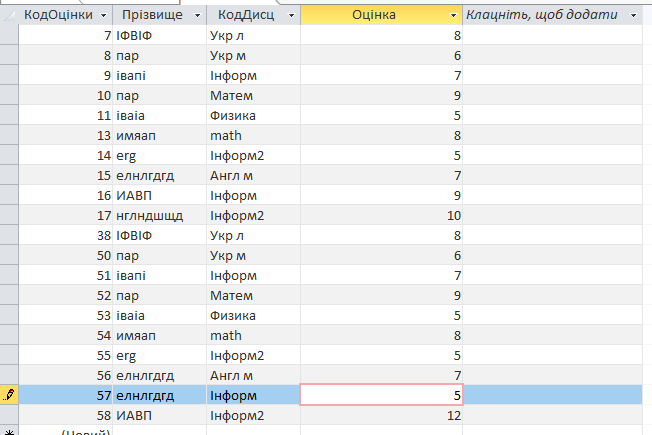 КодОцінки Прізвище КодДисц Оцінка Клацніть, щоб додати
7 ІФВІФ Укр л 8
8 пар Укр м 6
9 івапі Інформ 7
10 пар Матем 9
11 іваіа Физика 5
13 имяап math 8
14 erg Інформ2 5
15 елнлгдгд Англ м 7
16 ИАВП Інформ 9
17 нглндшщд Інформ2 10
38 ІФВІФ Укр л 8
50 пар Укр м 6
51 івапі Інформ 7
52 пар Матем 9
53 іваіа Физика 5
54 имяап math 8
55 erg Інформ2 5
56 елнлгдгд Англ м 7
57 елнлгдгд Інформ 5
58 ИАВП Інформ2 12
(Новий)